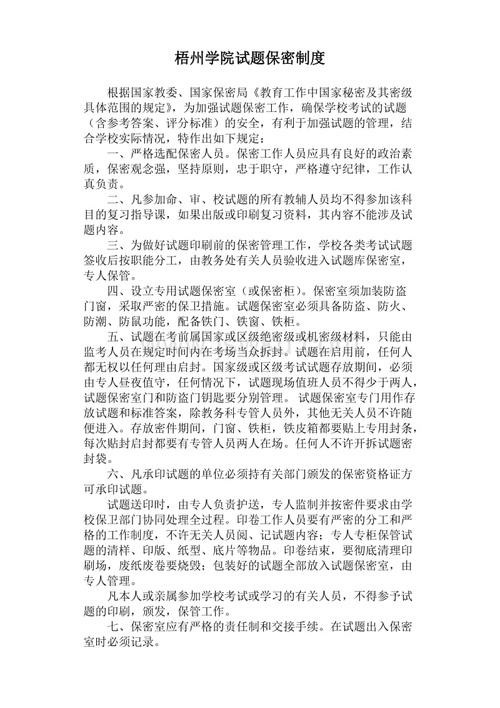 梧州学院试题保密制度
根据国家教委、国家保密局《教育工作中国家秘密及其密级
具体范围的规定》，为加强试题保密工作，确保学校考试的试题
（含参考答案、评分标准）的安全，有利于加强试题的管理，结
合学校实际情况，特作出如下规定：
一、严格选配保密人员。保密工作人员应具有良好的政治素
质，保密观念强，坚持原则，忠于职守，严格遵守纪律，工作认
真负责。
二、凡参加命、审、校试题的所有教辅人员均不得参加该科
目的复习指导课，如果出版或印刷复习资料，其内容不能涉及试
题内容。
三、为做好试题印刷前的保密管理工作，学校各类考试试题
签收后按职能分工，由教务处有关人员验收进入试题库保密室，
专人保管。
四、设立专用试题保密室（或保密柜）。保密室须加装防盗
门窗，采取严密的保卫措施。试题保密室必须具备防盗、防火、
防潮、防鼠功能，配备铁门、铁窗、铁柜。
五、试题在考前属国家或区级绝密级或机密级材料，只能由
监考人员在规定时间内在考场当众拆封。试题在启用前，任何人
都无权以任何理由启封。国家级或区级考试试题存放期间，必须
由专人昼夜值守，任何情况下，试题现场值班人员不得少于两人，
试题保密室门和防盗门钥匙要分别管理。 试题保密室专门用作存
放试题和标准答案，除教务科专管人员外，其他无关人员不许随
便进入。存放密件期间，门窗、铁柜，铁皮箱都要贴上专用封条，
每次贴封启封都要有专管人员两人在场。任何人不许开拆试题密
封袋。
六、凡承印试题的单位必须持有关部门颁发的保密资格证方
可承印试题。
试题送印时，由专人负责护送，专人监制并按密件要求由学
校保卫部门协同处理全过程。印卷工作人员要有严密的分工和严
格的工作制度，不许无关人员阅、记试题内容；专人专柜保管试
题的清样、印版、纸型、底片等物品。印卷结束，要彻底清理印
刷场，废纸废卷要烧毁；包装好的试题全部放入试题保密室，由
专人管理。
凡本人或亲属参加学校考试或学习的有关人员，不得参予试
题的印刷，颁发，保管工作。
七、保密室应有严格的责任制和交接手续。在试题出入保密
室时必须记录。